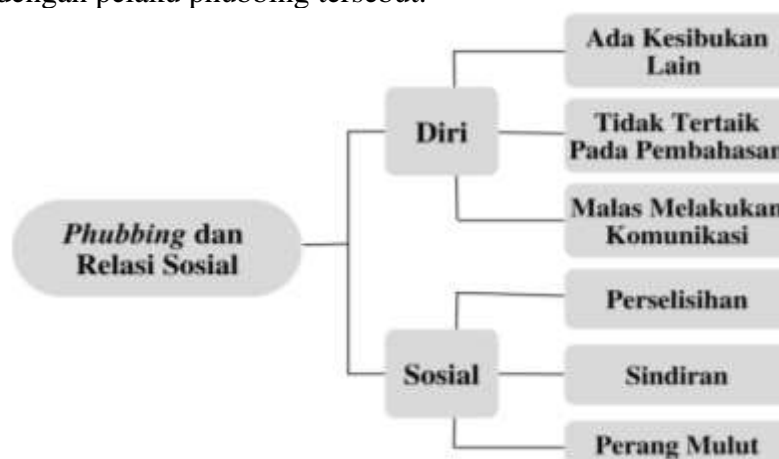 dengan pelaku phubbing tersebut.
Ada Kesibukan
Lain
Diri
Tidak Tertaik
Pada Pembahasan
Malas Melakukan
Komunikasi
Phubbing dan
Relasi Sosial
Perselisihan
Sosial
Sindiran
Perang Mulut